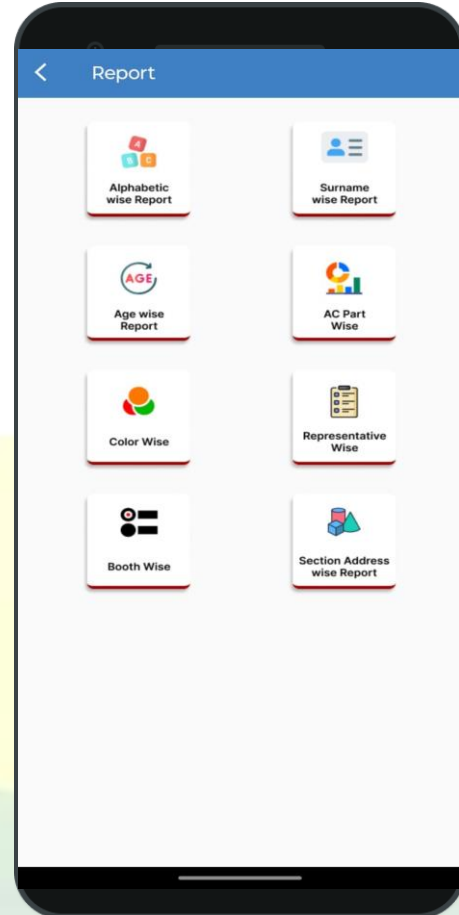 Report
A
B C
Alphabetic
wise Report
Surname
wise Report
AGE
Age wise
Report
AC Part
Wise
Color Wise
Representative
Wise
Booth Wise
Section Address
wise Report